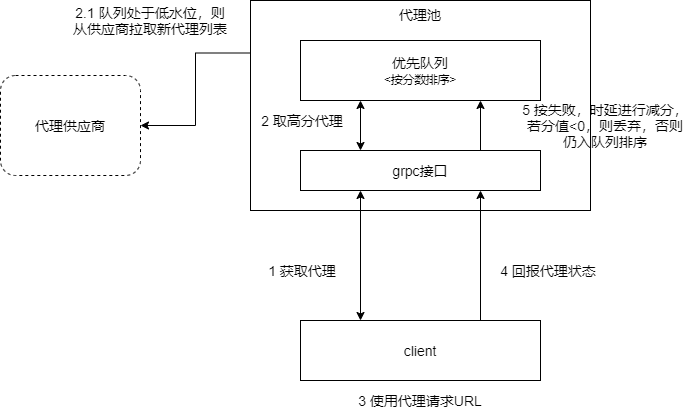 2.1 队列处于低水位，则
从供应商拉取新代理列表
代理池
优先队列
<按分数排序>
代理供应商
2 取高分代理
5 按失败，时延进行减分，
若分值<0，则丢弃，否则
仍入队列排序
grpc接口
1 获取代理
4 回报代理状态
client
3 使用代理请求URL